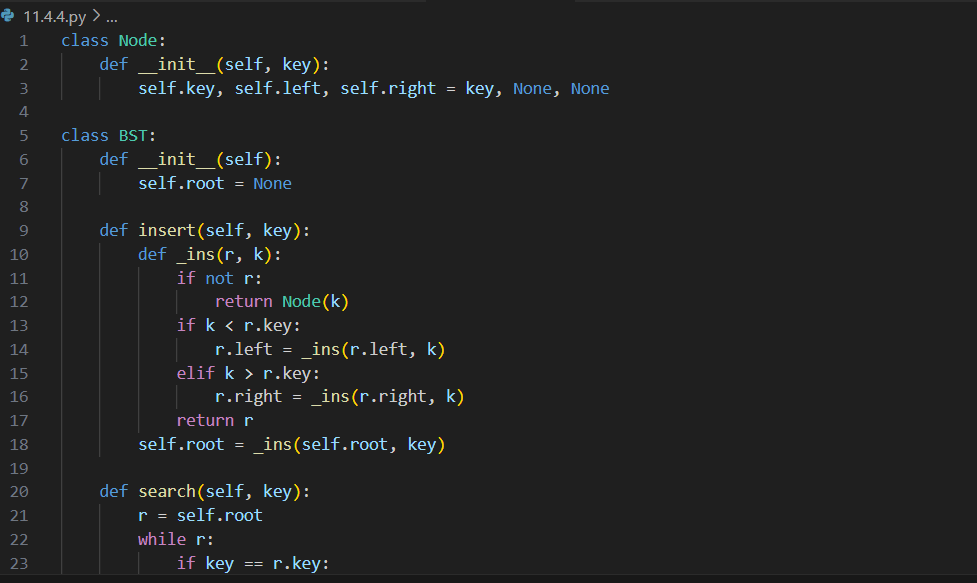 11.4.4.py > ...
1 class Node:
2     def __init__(self, key):
3         self.key, self.left, self.right = key, None, None
4
5 class BST:
6     def __init__(self):
7         self.root = None
8
9     def insert(self, key):
10         def _ins(r, k):
11             if not r:
12                 return Node(k)
13             if k < r.key:
14                 r.left = _ins(r.left, k)
15             elif k > r.key:
16                 r.right = _ins(r.right, k)
17             return r
18         self.root = _ins(self.root, key)
19
20     def search(self, key):
21         r = self.root
22         while r:
23             if key == r.key: